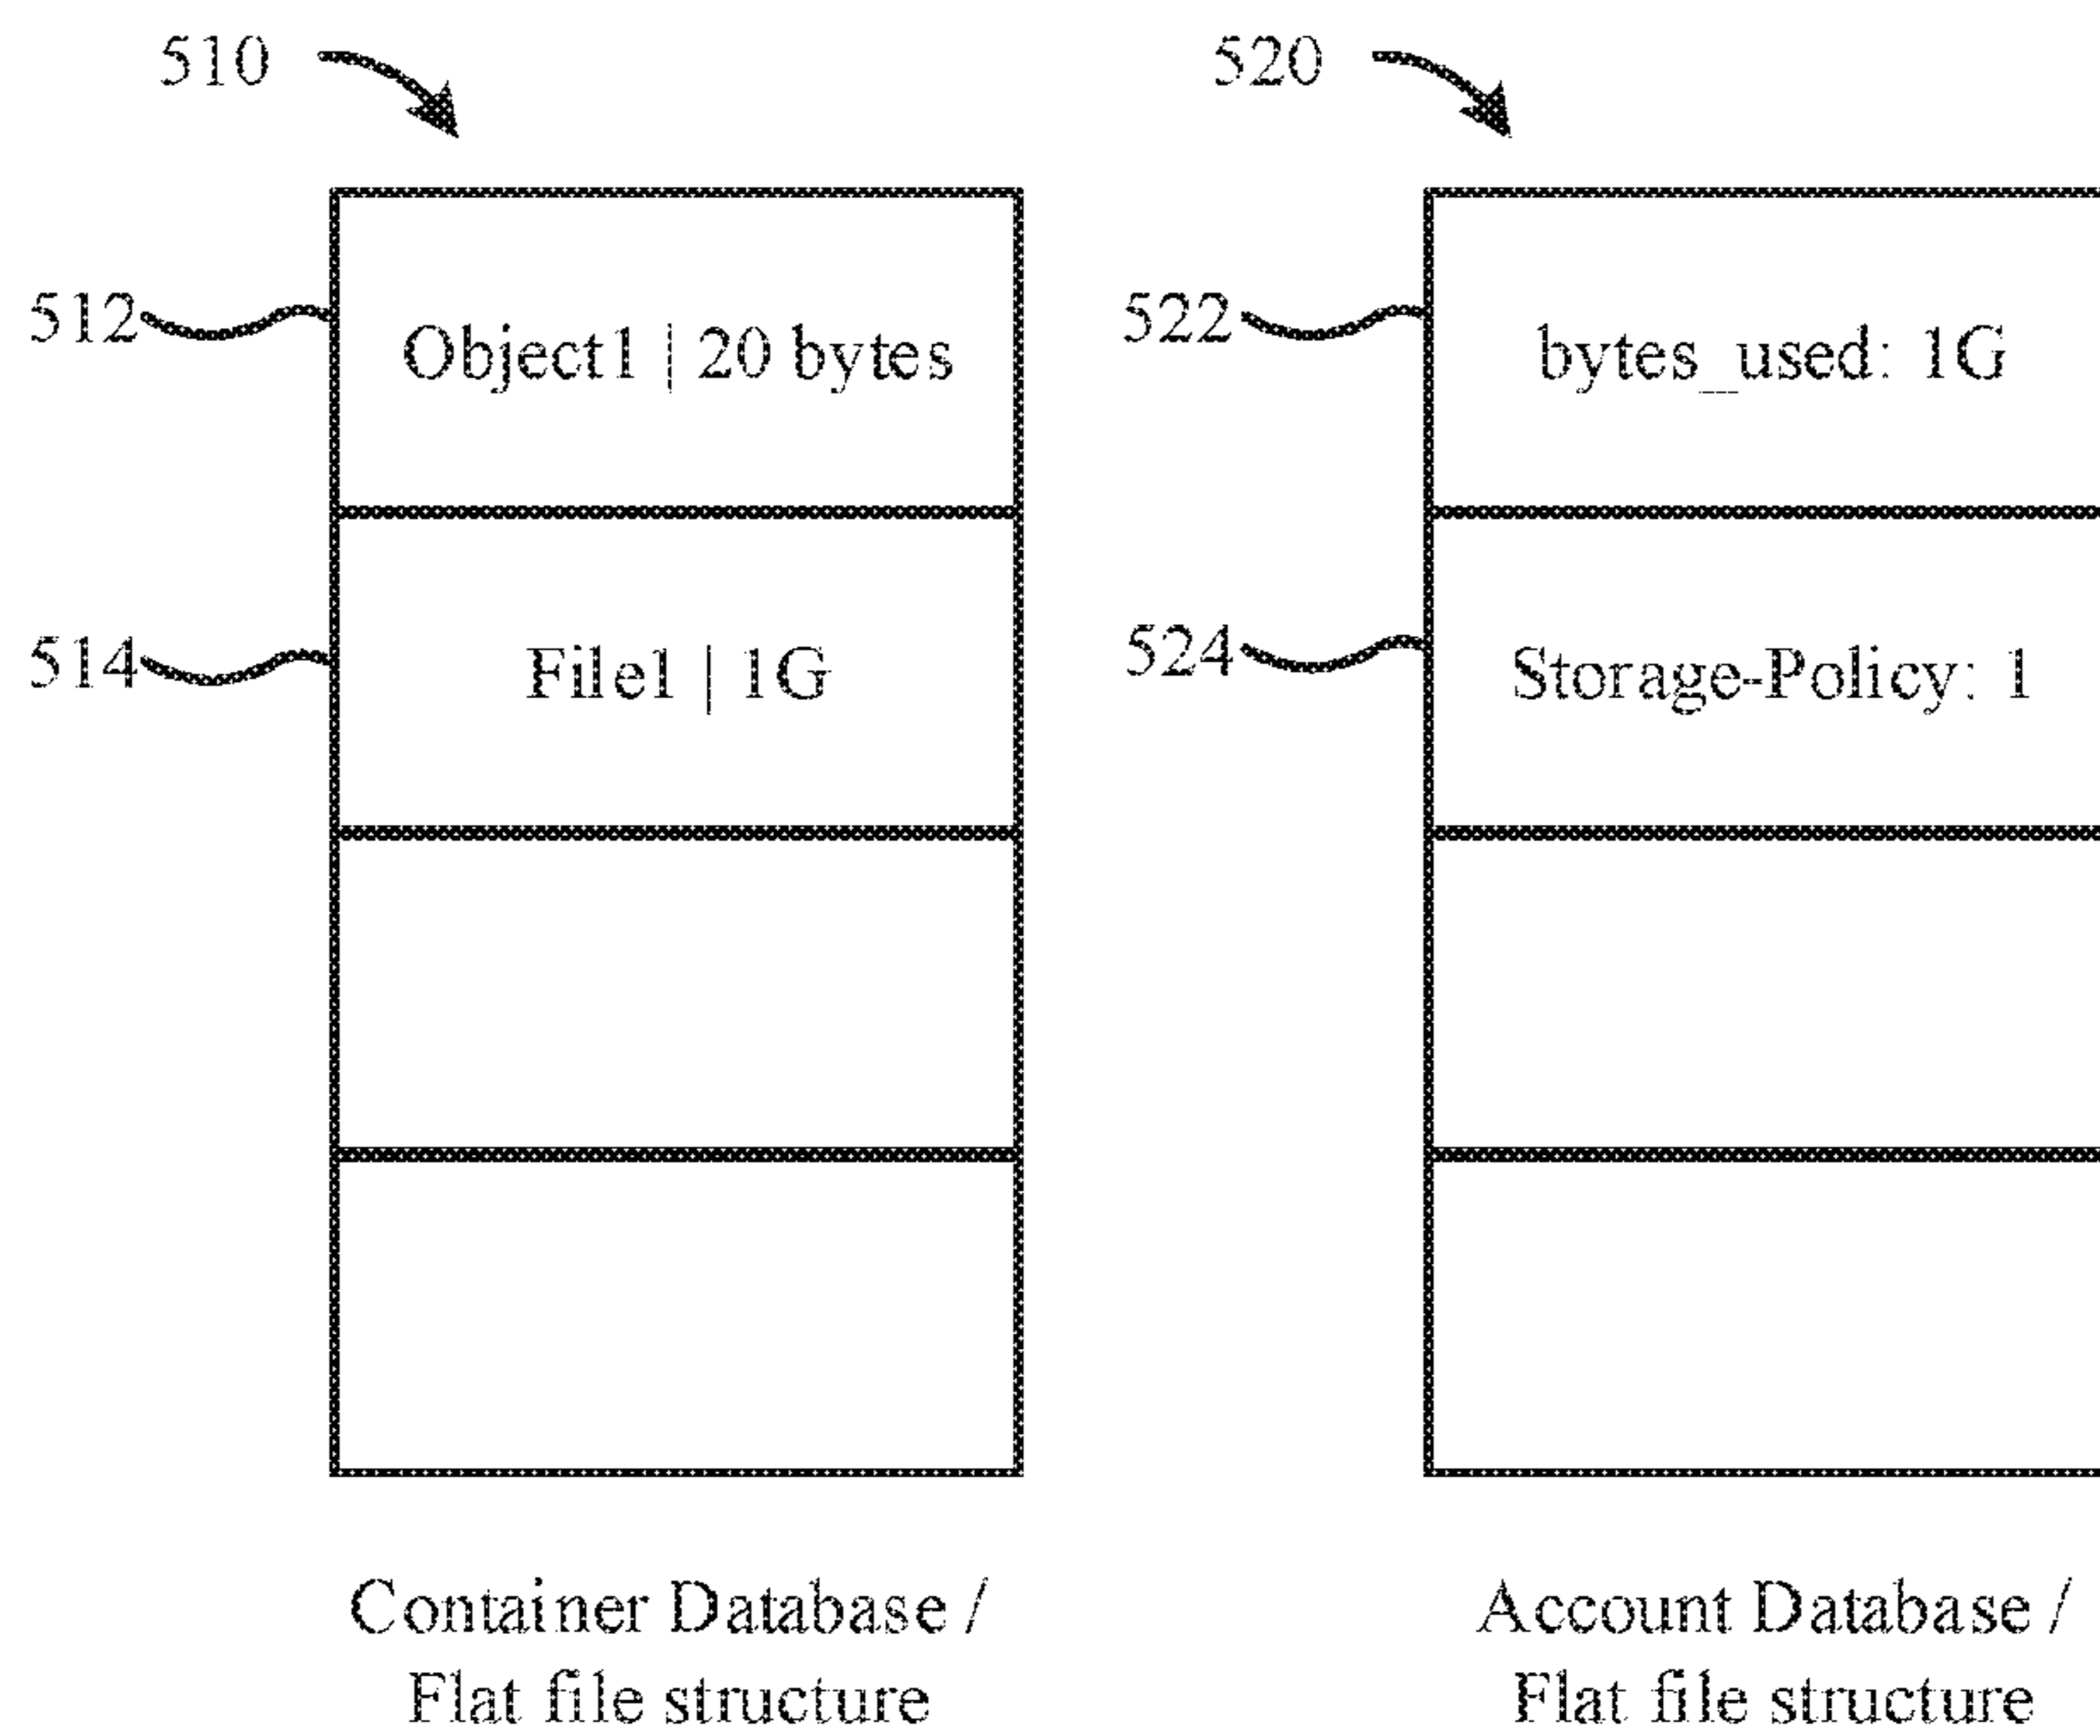 510
520
512
Object1 | 20 bytes
522
bytes_used: 1G
514
File1 | 1G
524
Storage-Policy: 1
Container Database /
Flat file structure
Account Database /
Flat file structure